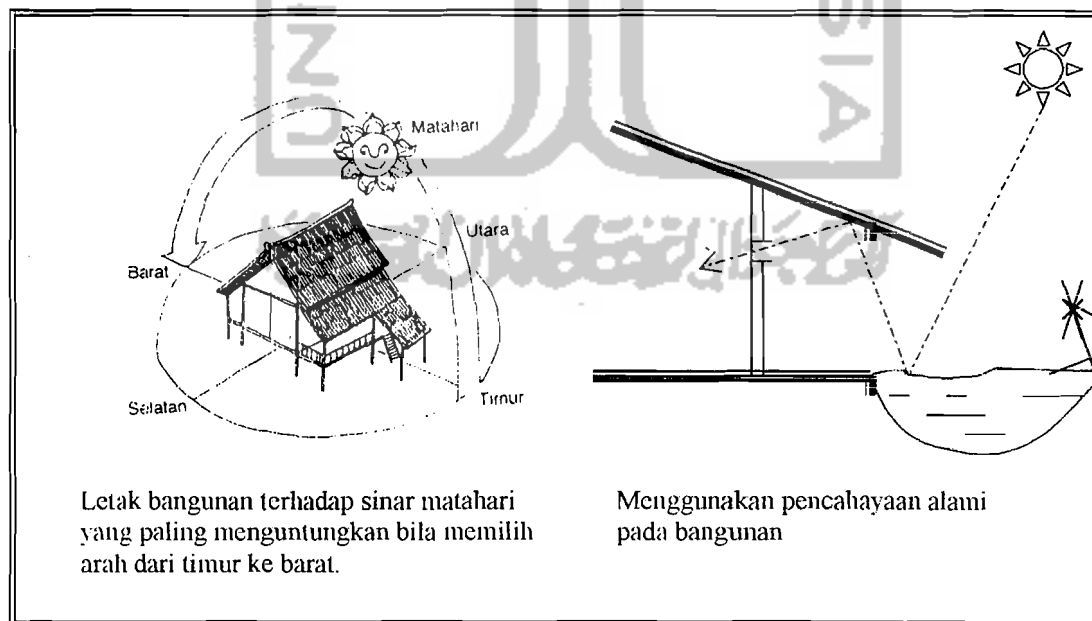 Matahari
Utara
Barat
Selatan
Timur
Letak bangunan terhadap sinar matahari
yang paling menguntungkan bila memilih
arah dari timur ke barat.
Menggunakan pencahayaan alami
pada bangunan